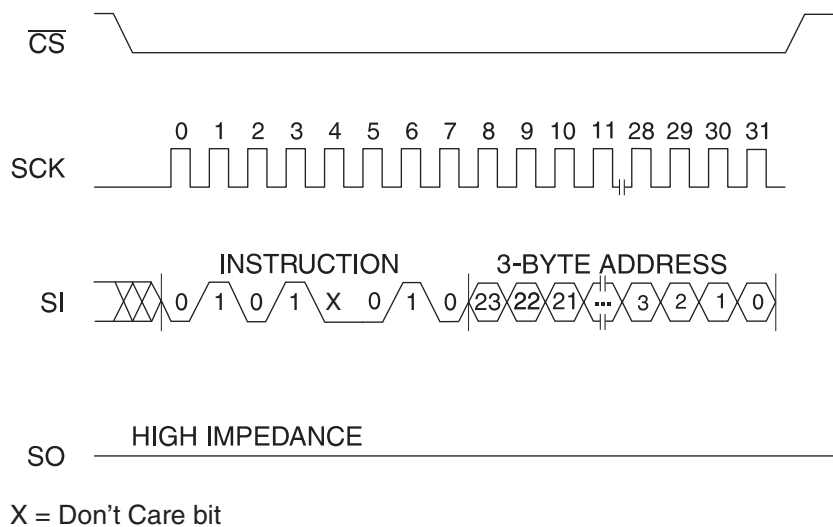 CS
0 1 2 3 4 5 6 7 8 9 10 11 28 29 30 31
SCK
INSTRUCTION 3-BYTE ADDRESS
SI 0 1 0 1 X 0 1 0 23 22 21 ... 3 2 1 0
HIGH IMPEDANCE
SO
X = Don't Care bit